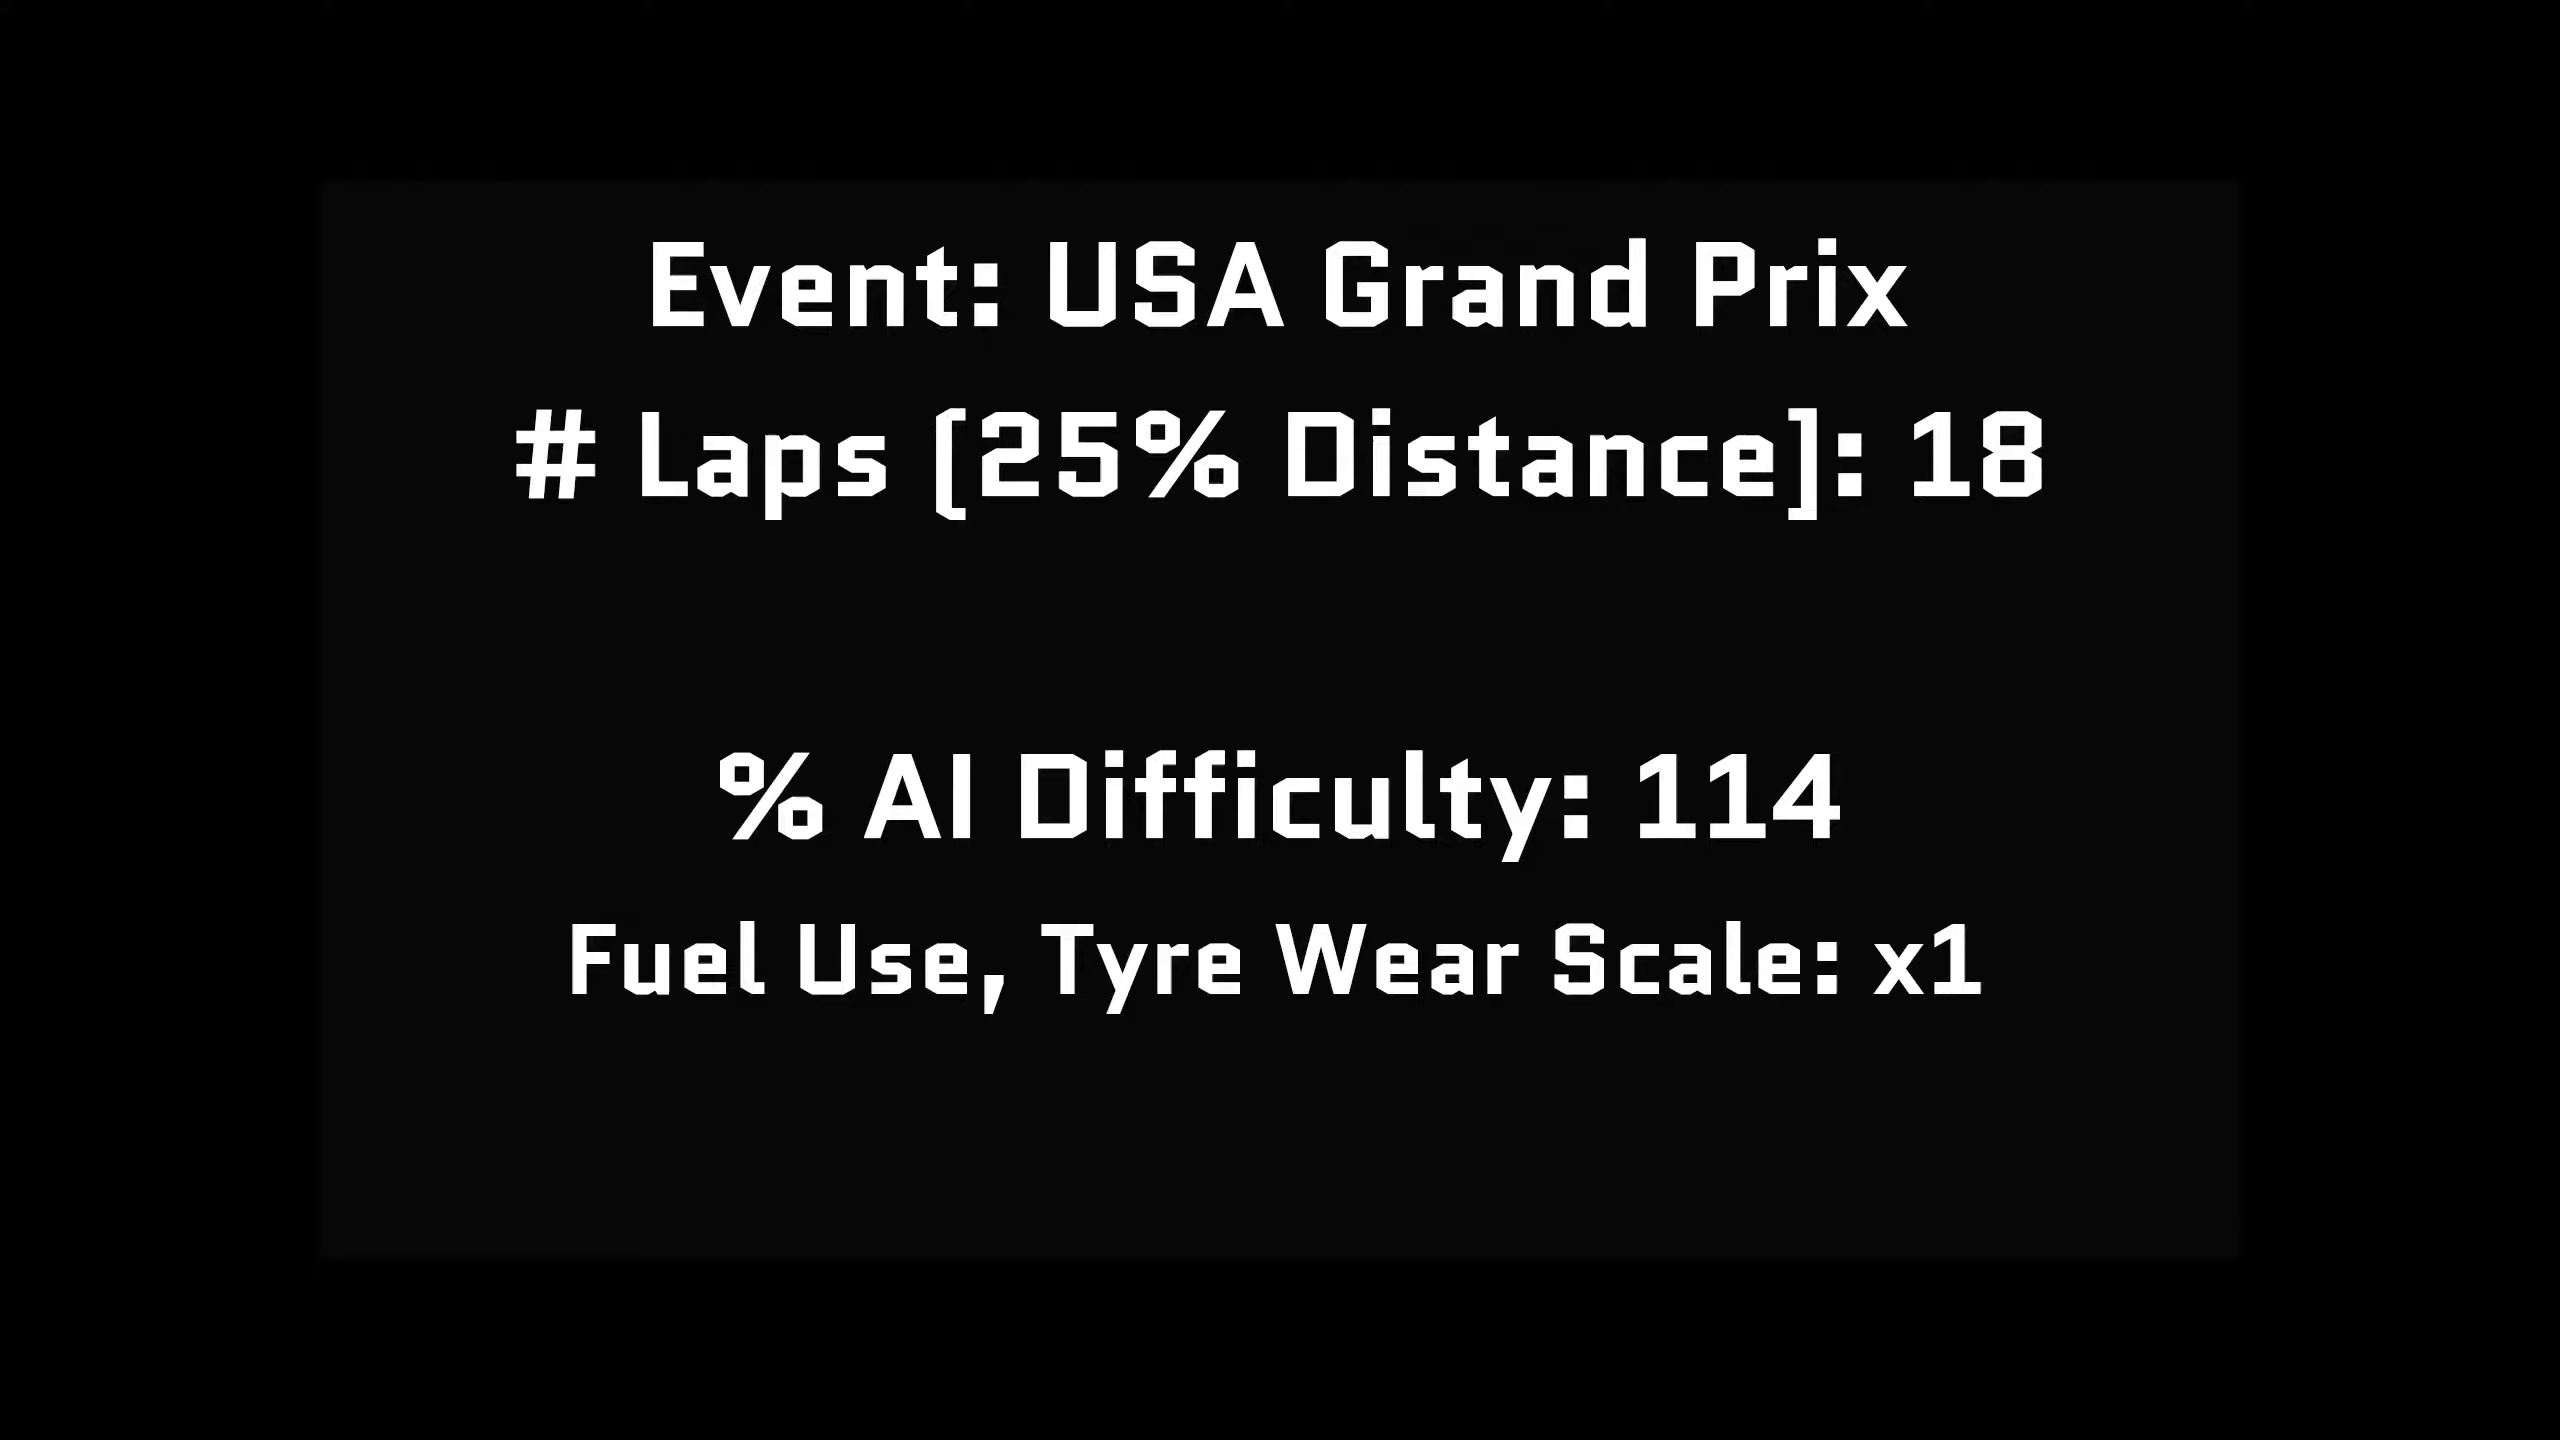 Event: USA Grand Prix
# Laps [25% Distance]: 18
% AI Difficulty: 114
Fuel Use, Tyre Wear Scale: x1